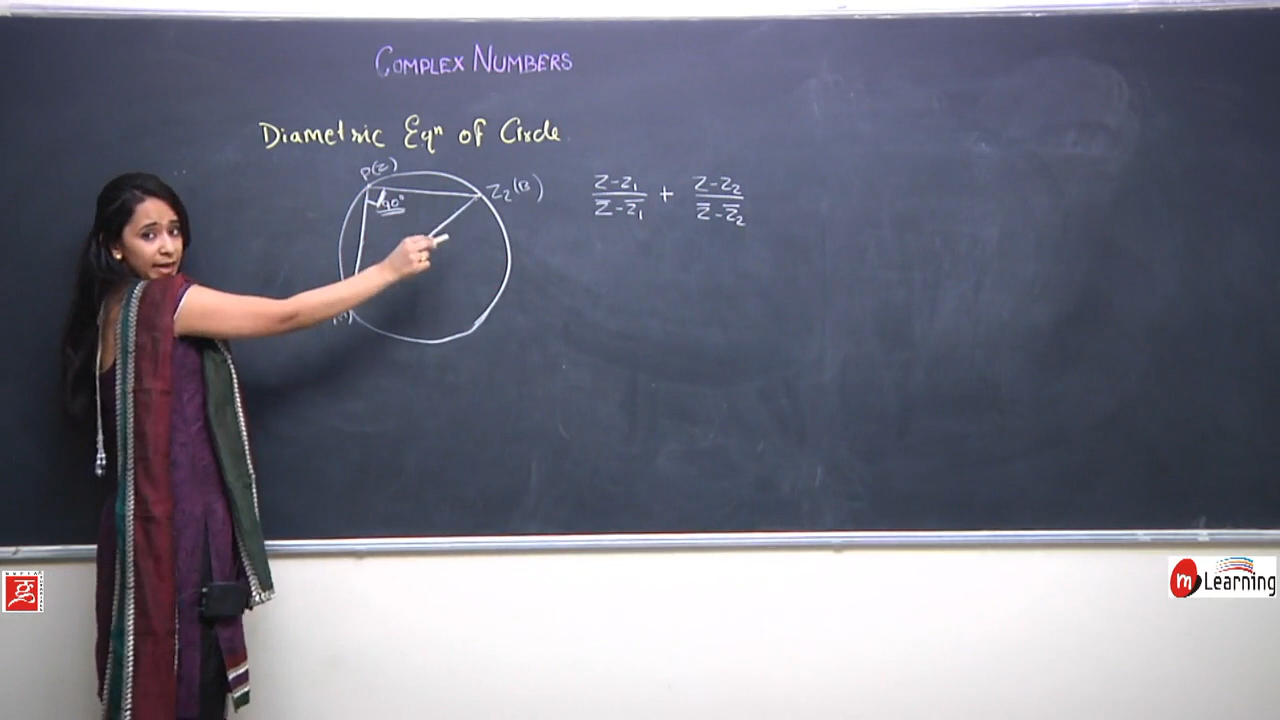 COMPLEX NUMBERS
Diametric Eqⁿ of Circle
P(z)
90°
Z₂(B)
z-z₁/z̄-z̄₁ + z-z₂/z̄-z̄₂
m Learning